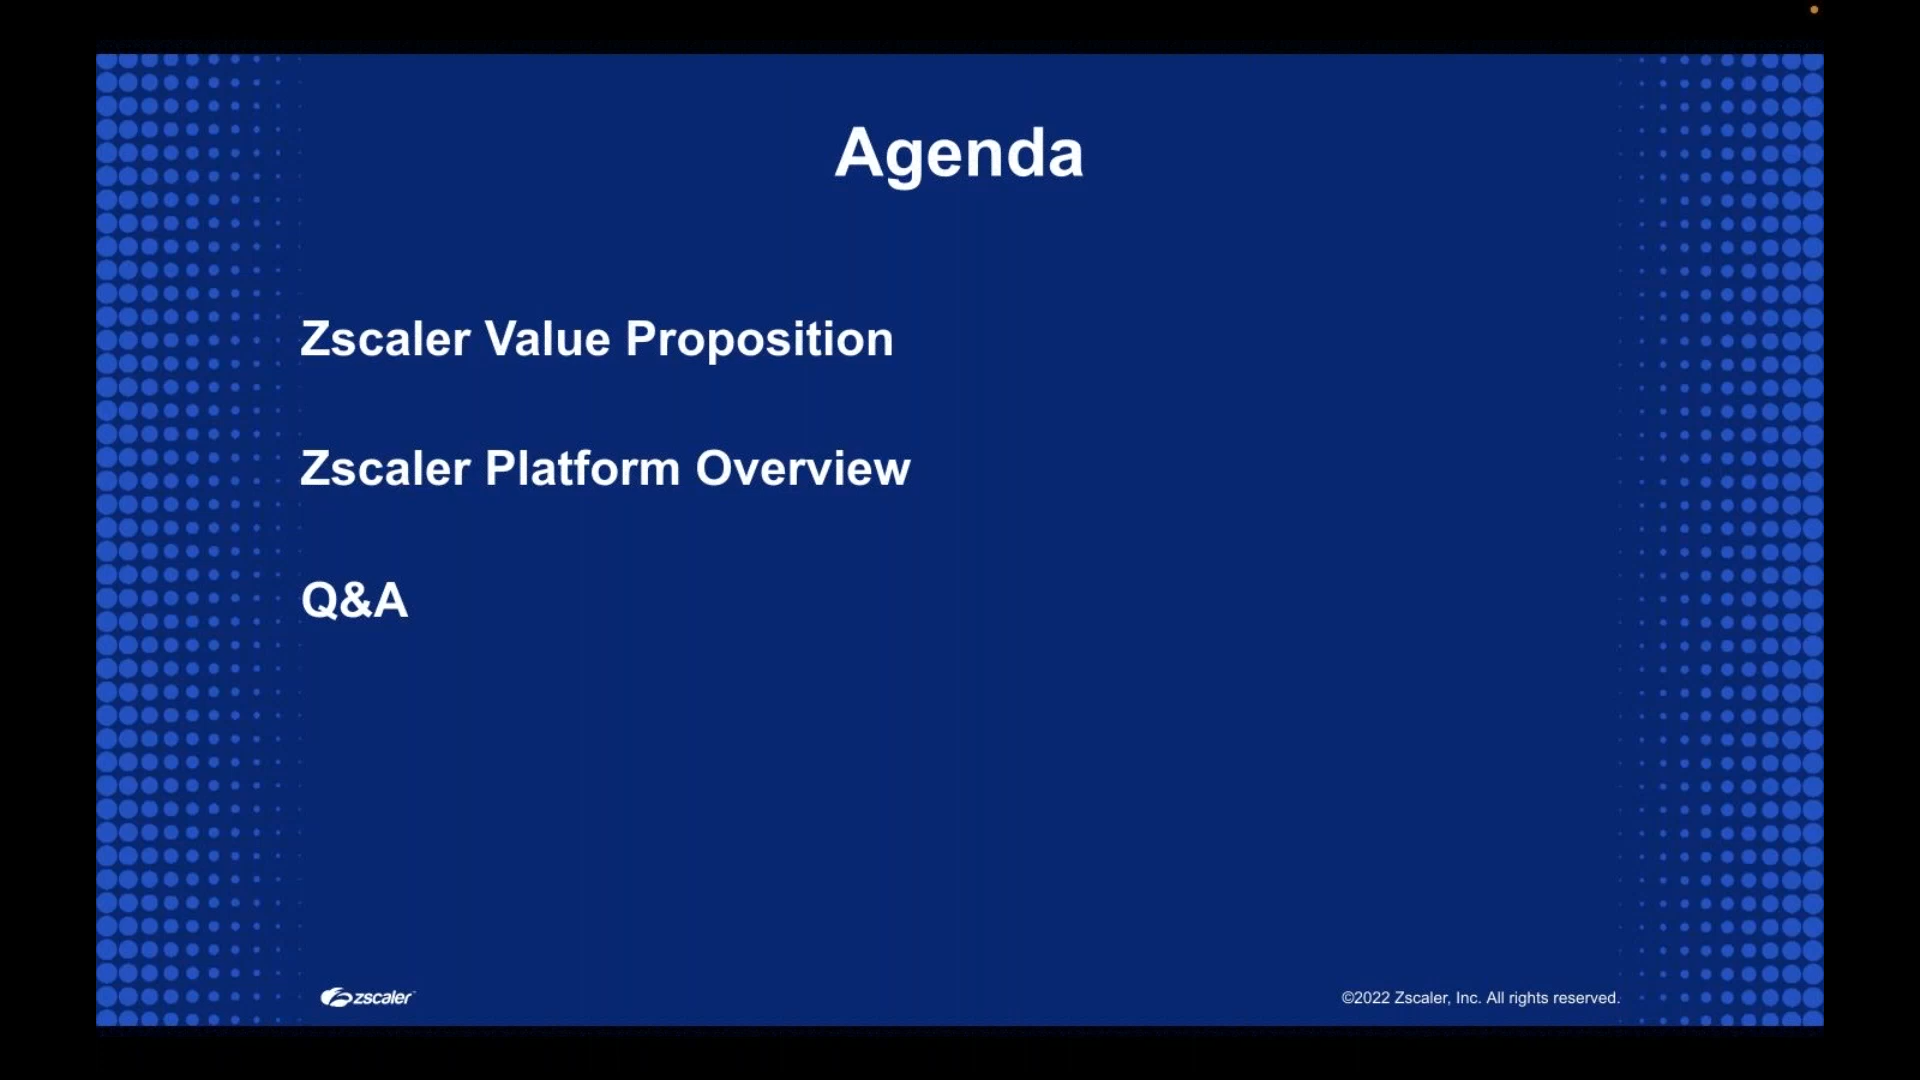 Agenda
Zscaler Value Proposition
Zscaler Platform Overview
Q&A
zscaler
©2022 Zscaler, Inc. All rights reserved.